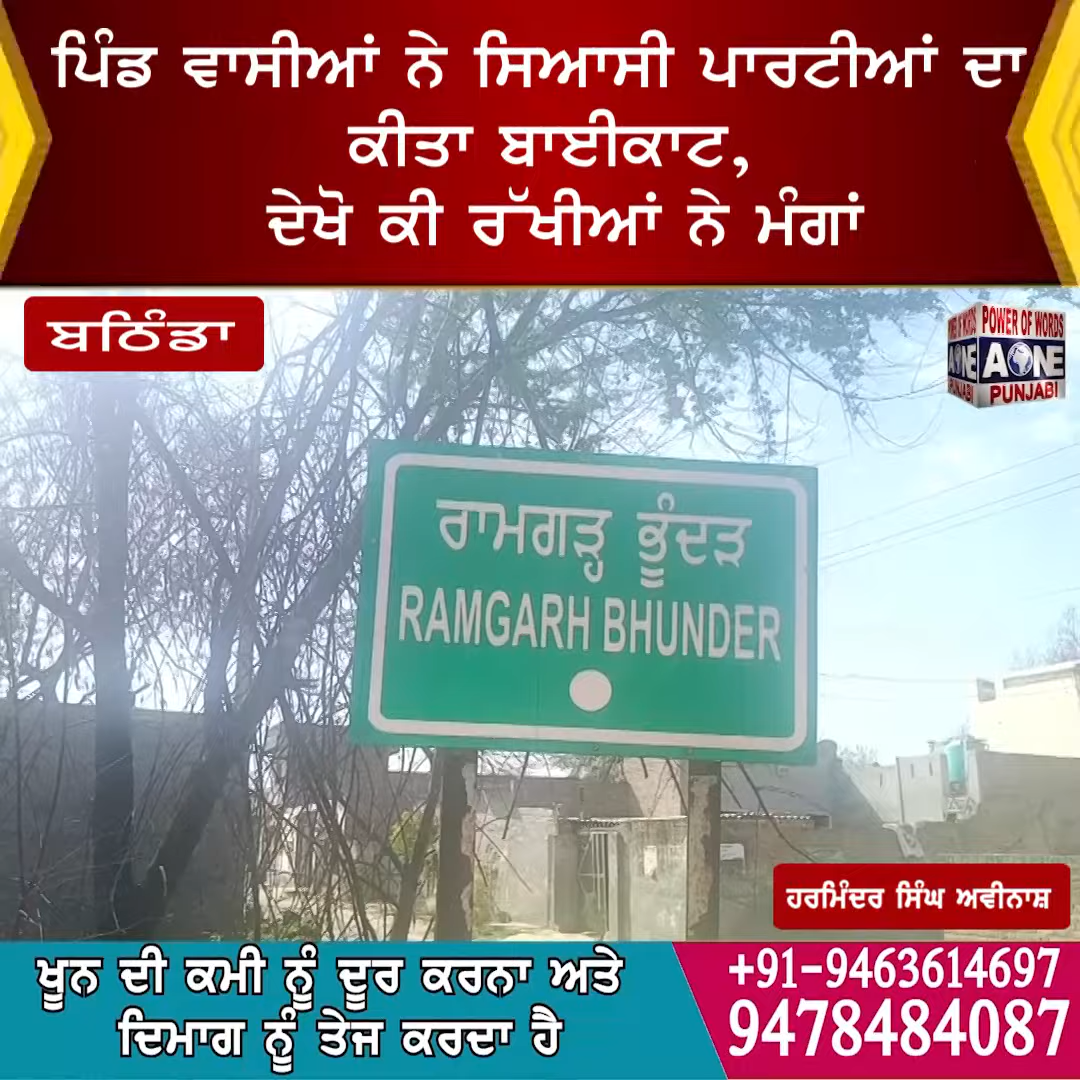 ਪਿੰਡ ਵਾਸੀਆਂ ਨੇ ਸਿਆਸੀ ਪਾਰਟੀਆਂ ਦਾ
ਕੀਤਾ ਬਾਈਕਾਟ,
ਦੇਖੋ ਕੀ ਰੱਖੀਆਂ ਨੇ ਮੰਗਾਂ
ਬਠਿੰਡਾ
POWER OF WORDS
AONE
PUNJABI
ਰਾਮਗੜ੍ਹ ਭੂੰਦੜ
RAMGARH BHUNDER
ਹਰਮਿੰਦਰ ਸਿੰਘ ਅਵੀਨਾਸ਼
ਖੂਨ ਦੀ ਕਮੀ ਨੂੰ ਦੂਰ ਕਰਨਾ ਅਤੇ
ਦਿਮਾਗ ਨੂੰ ਤੇਜ ਕਰਦਾ ਹੈ
+91-9463614697
9478484087